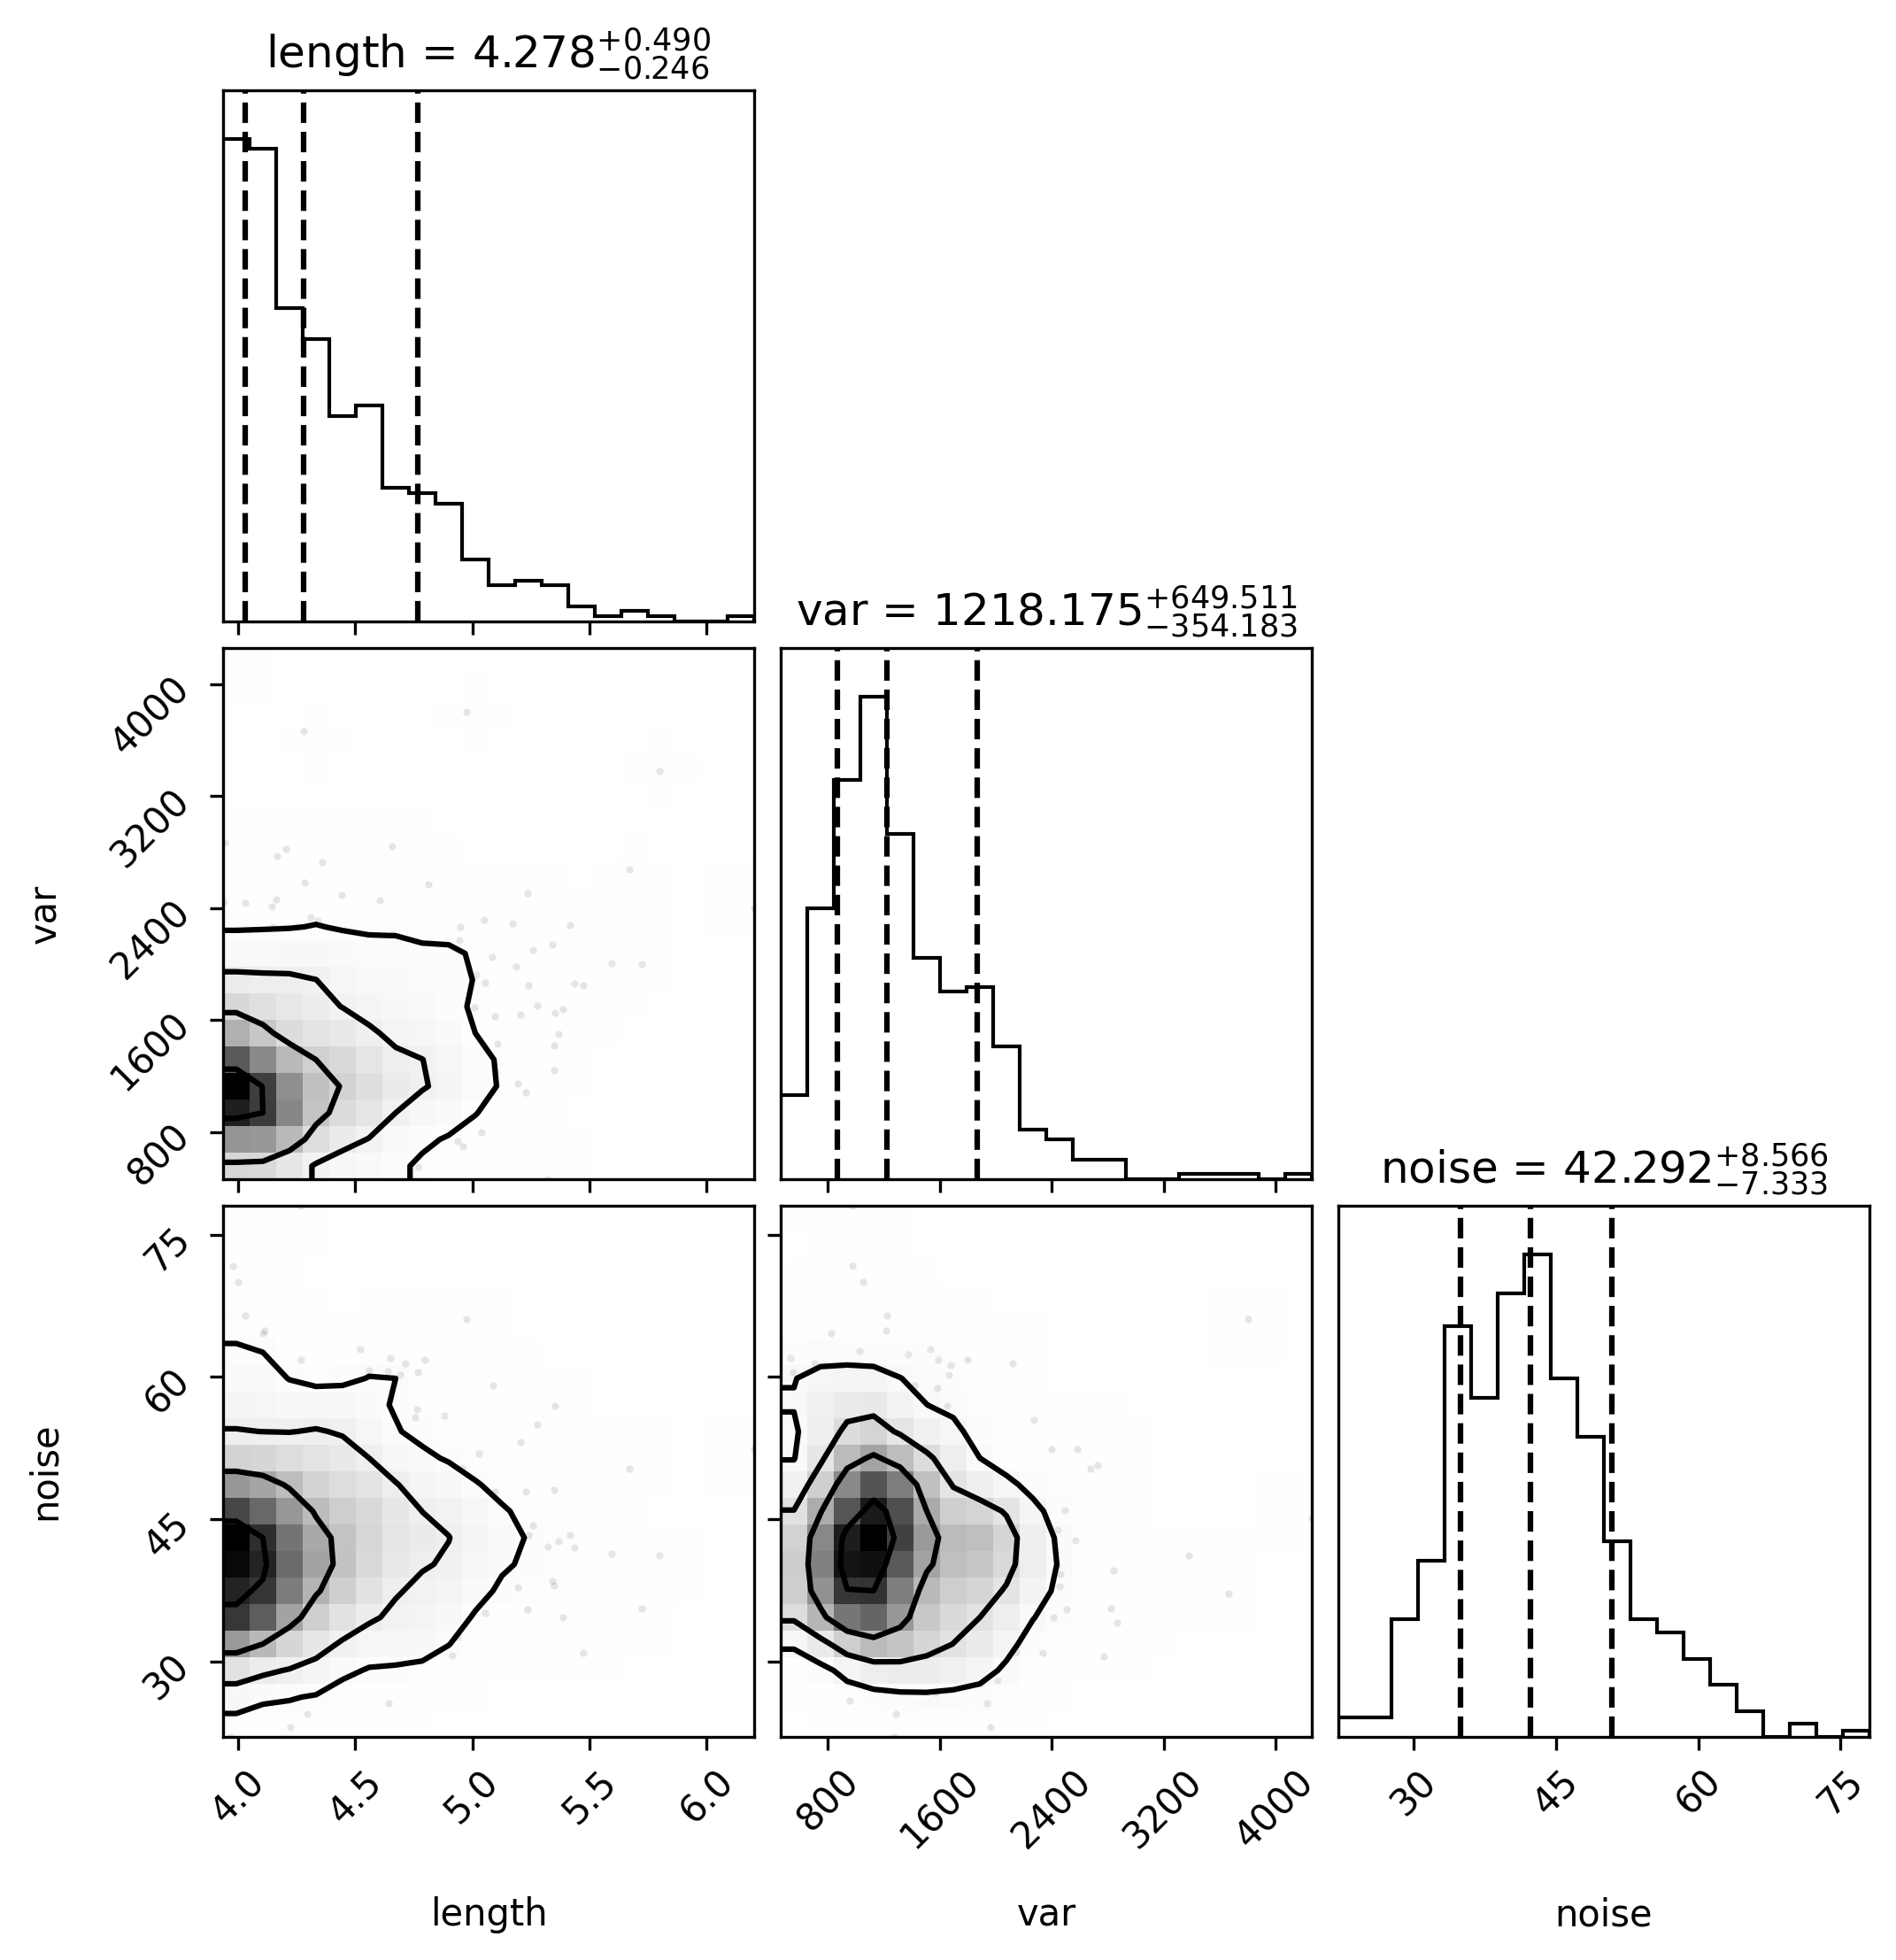 length = 4.278+0.490 −0.246
var = 1218.175+649.511 −354.183
4000
3200
2400
1600
800
var
noise = 42.292+8.566 −7.333
75
60
45
30
noise
4.0 4.5 5.0 5.5 6.0 800 1600 2400 3200 4000 30 45 60 75
length var noise